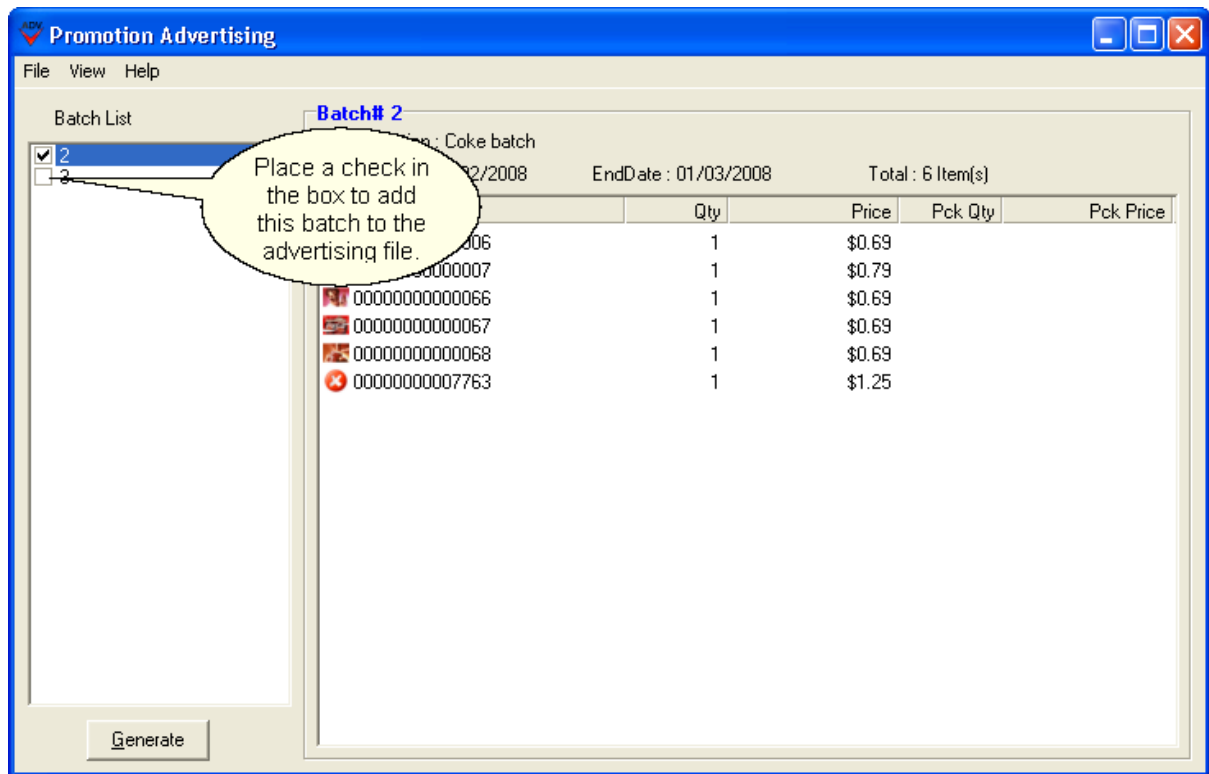 ADV Promotion Advertising
File View Help
Batch List
2
3
Generate
Batch# 2
: Coke batch
/2008 EndDate : 01/03/2008 Total : 6 Item(s)
Qty Price Pck Qty Pck Price
1 $0.69
1 $0.79
00000000000066 1 $0.69
00000000000067 1 $0.69
00000000000068 1 $0.69
00000000007763 1 $1.25
Place a check in
the box to add
this batch to the
advertising file.